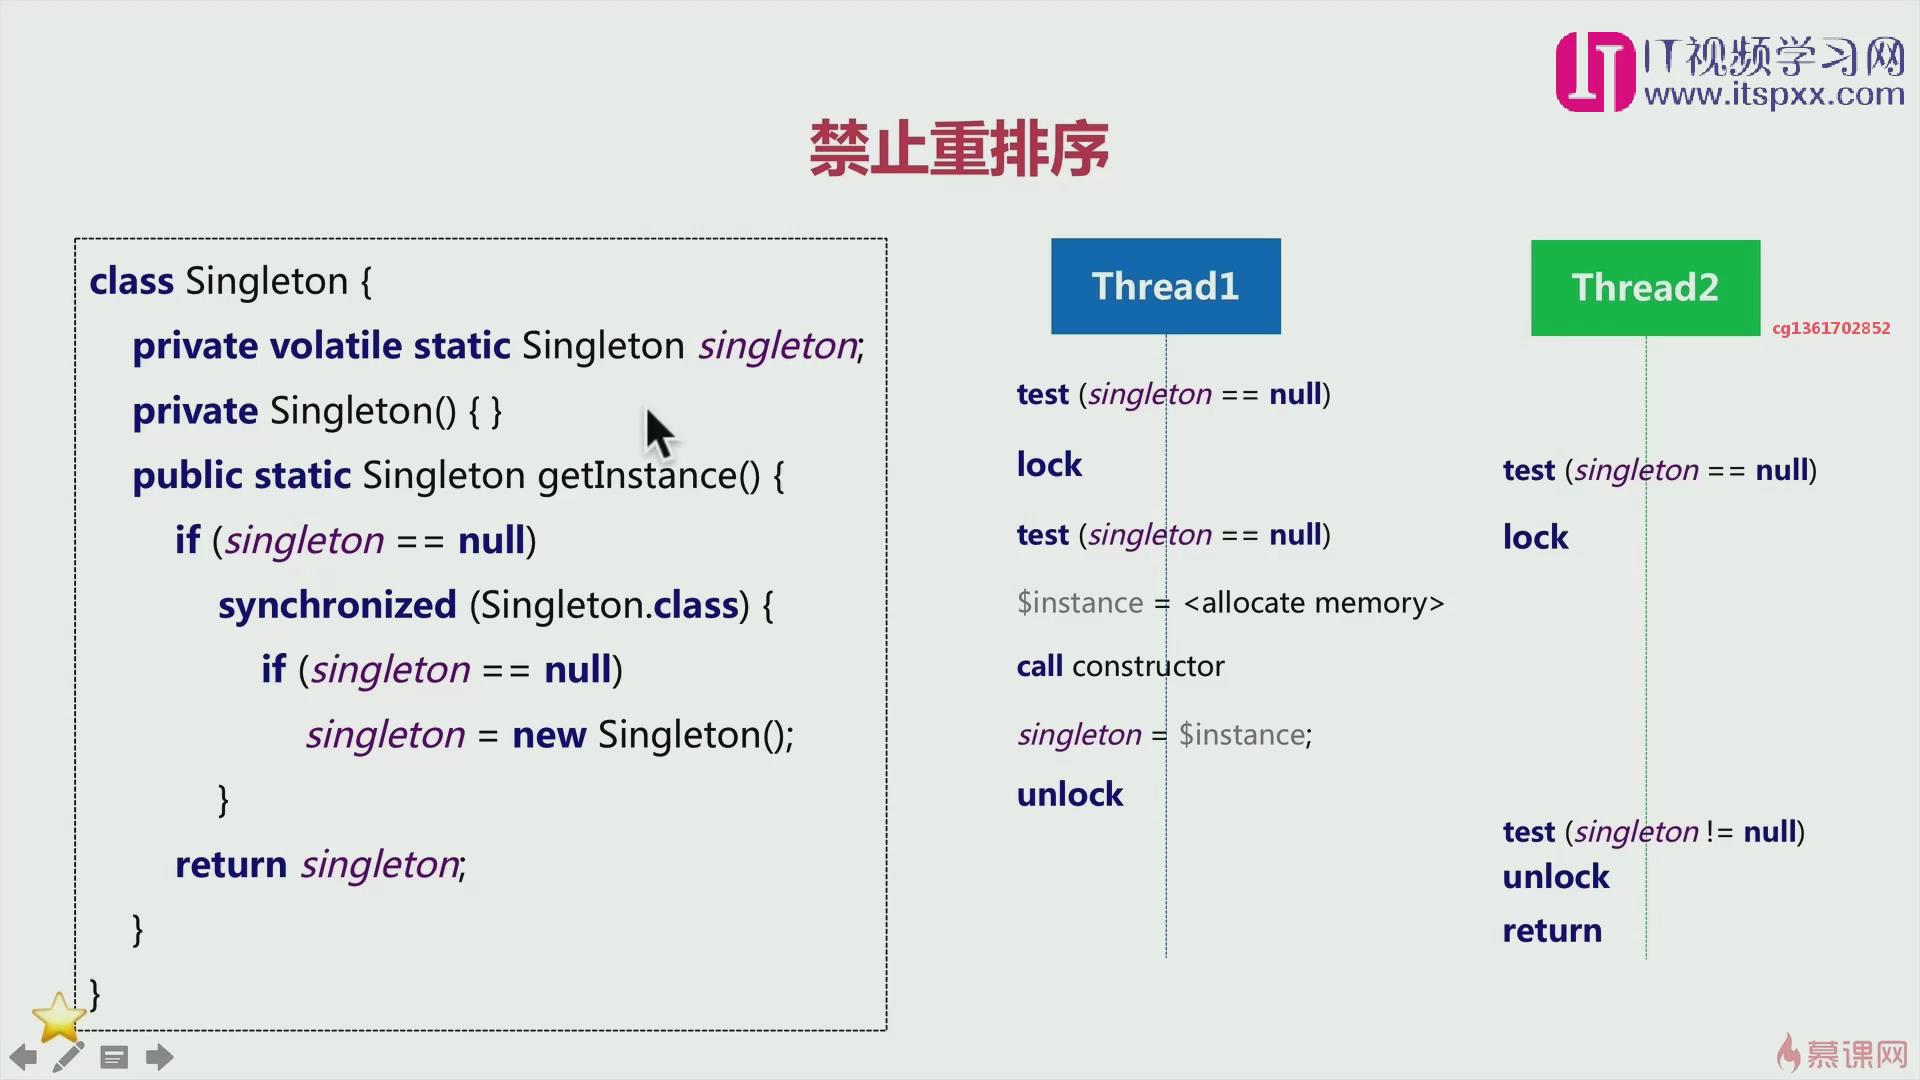 IT视频学习网
www.itspxx.com
禁止重排序
class Singleton {
private volatile static Singleton singleton;
private Singleton() { }
public static Singleton getInstance() {
if (singleton == null)
synchronized (Singleton.class) {
if (singleton == null)
singleton = new Singleton();
}
return singleton;
}
}
Thread1
test (singleton == null)
lock
test (singleton == null)
$instance = <allocate memory>
call constructor
singleton = $instance;
unlock
Thread2
cg1361702852
test (singleton == null)
lock
test (singleton != null)
unlock
return
慕课网